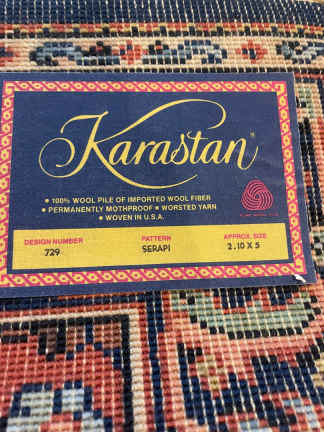 Karastan®
• 100% WOOL PILE OF IMPORTED WOOL FIBER
• PERMANENTLY MOTHPROOF • WORSTED YARN
• WOVEN IN U.S.A.
DESIGN NUMBER PATTERN APPROX. SIZE
729 SERAPI 2.10 X 5